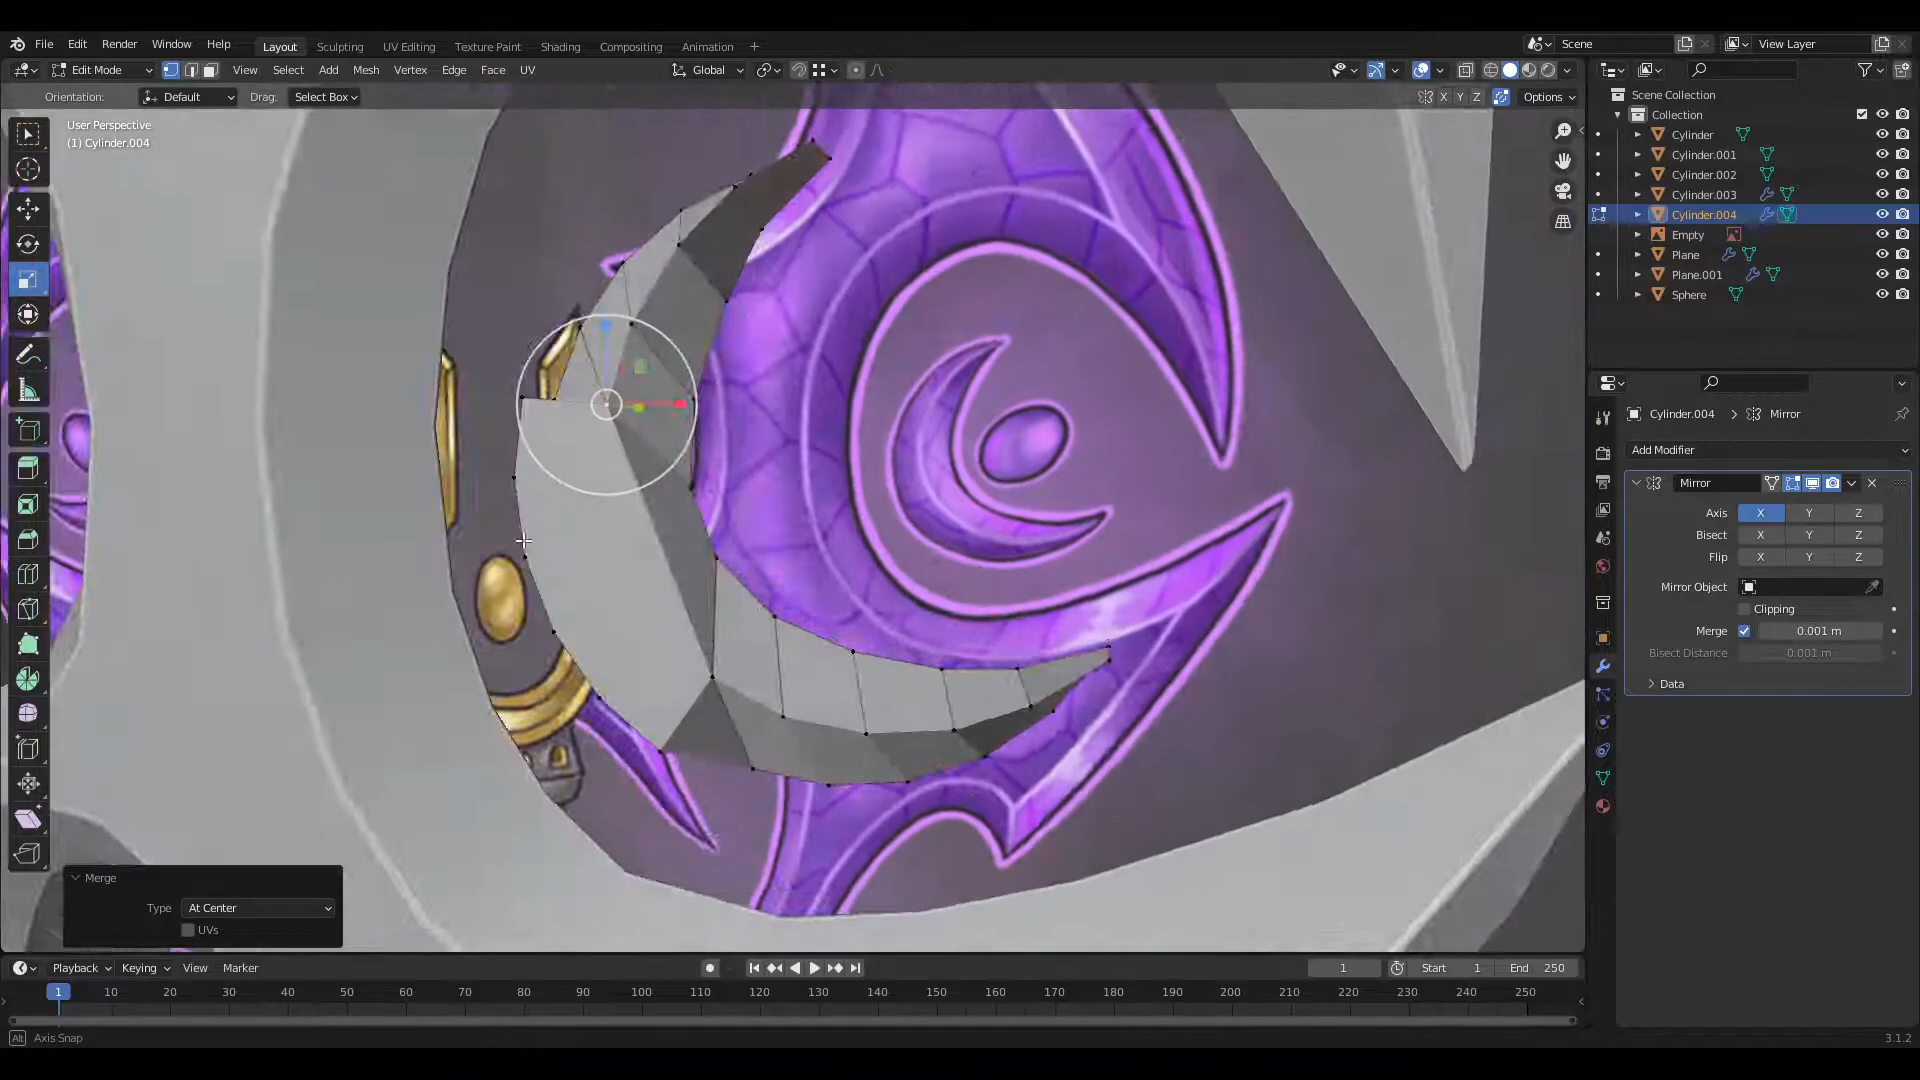 File Edit Render Window Help Layout Sculpting UV Editing Texture Paint Shading Compositing Animation + Scene View Layer
Edit Mode View Select Add Mesh Vertex Edge Face UV Global
Orientation: Default Drag: Select Box X Y Z Options
User Perspective
(1) Cylinder.004
Scene Collection
Collection
Cylinder
Cylinder.001
Cylinder.002
Cylinder.003
Cylinder.004
Empty
Plane
Plane.001
Sphere
Cylinder.004 > Mirror
Add Modifier
Mirror
Axis X Y Z
Bisect X Y Z
Flip X Y Z
Mirror Object
Clipping
Merge 0.001 m
Bisect Distance 0.001 m
> Data
Merge
Type At Center
UVs
Playback Keying View Marker 1 Start 1 End 250
1 10 20 30 40 50 60 70 80 90 100 110 120 130 140 150 160 170 180 190 200 210 220 230 240 250
Alt Axis Snap 3.1.2